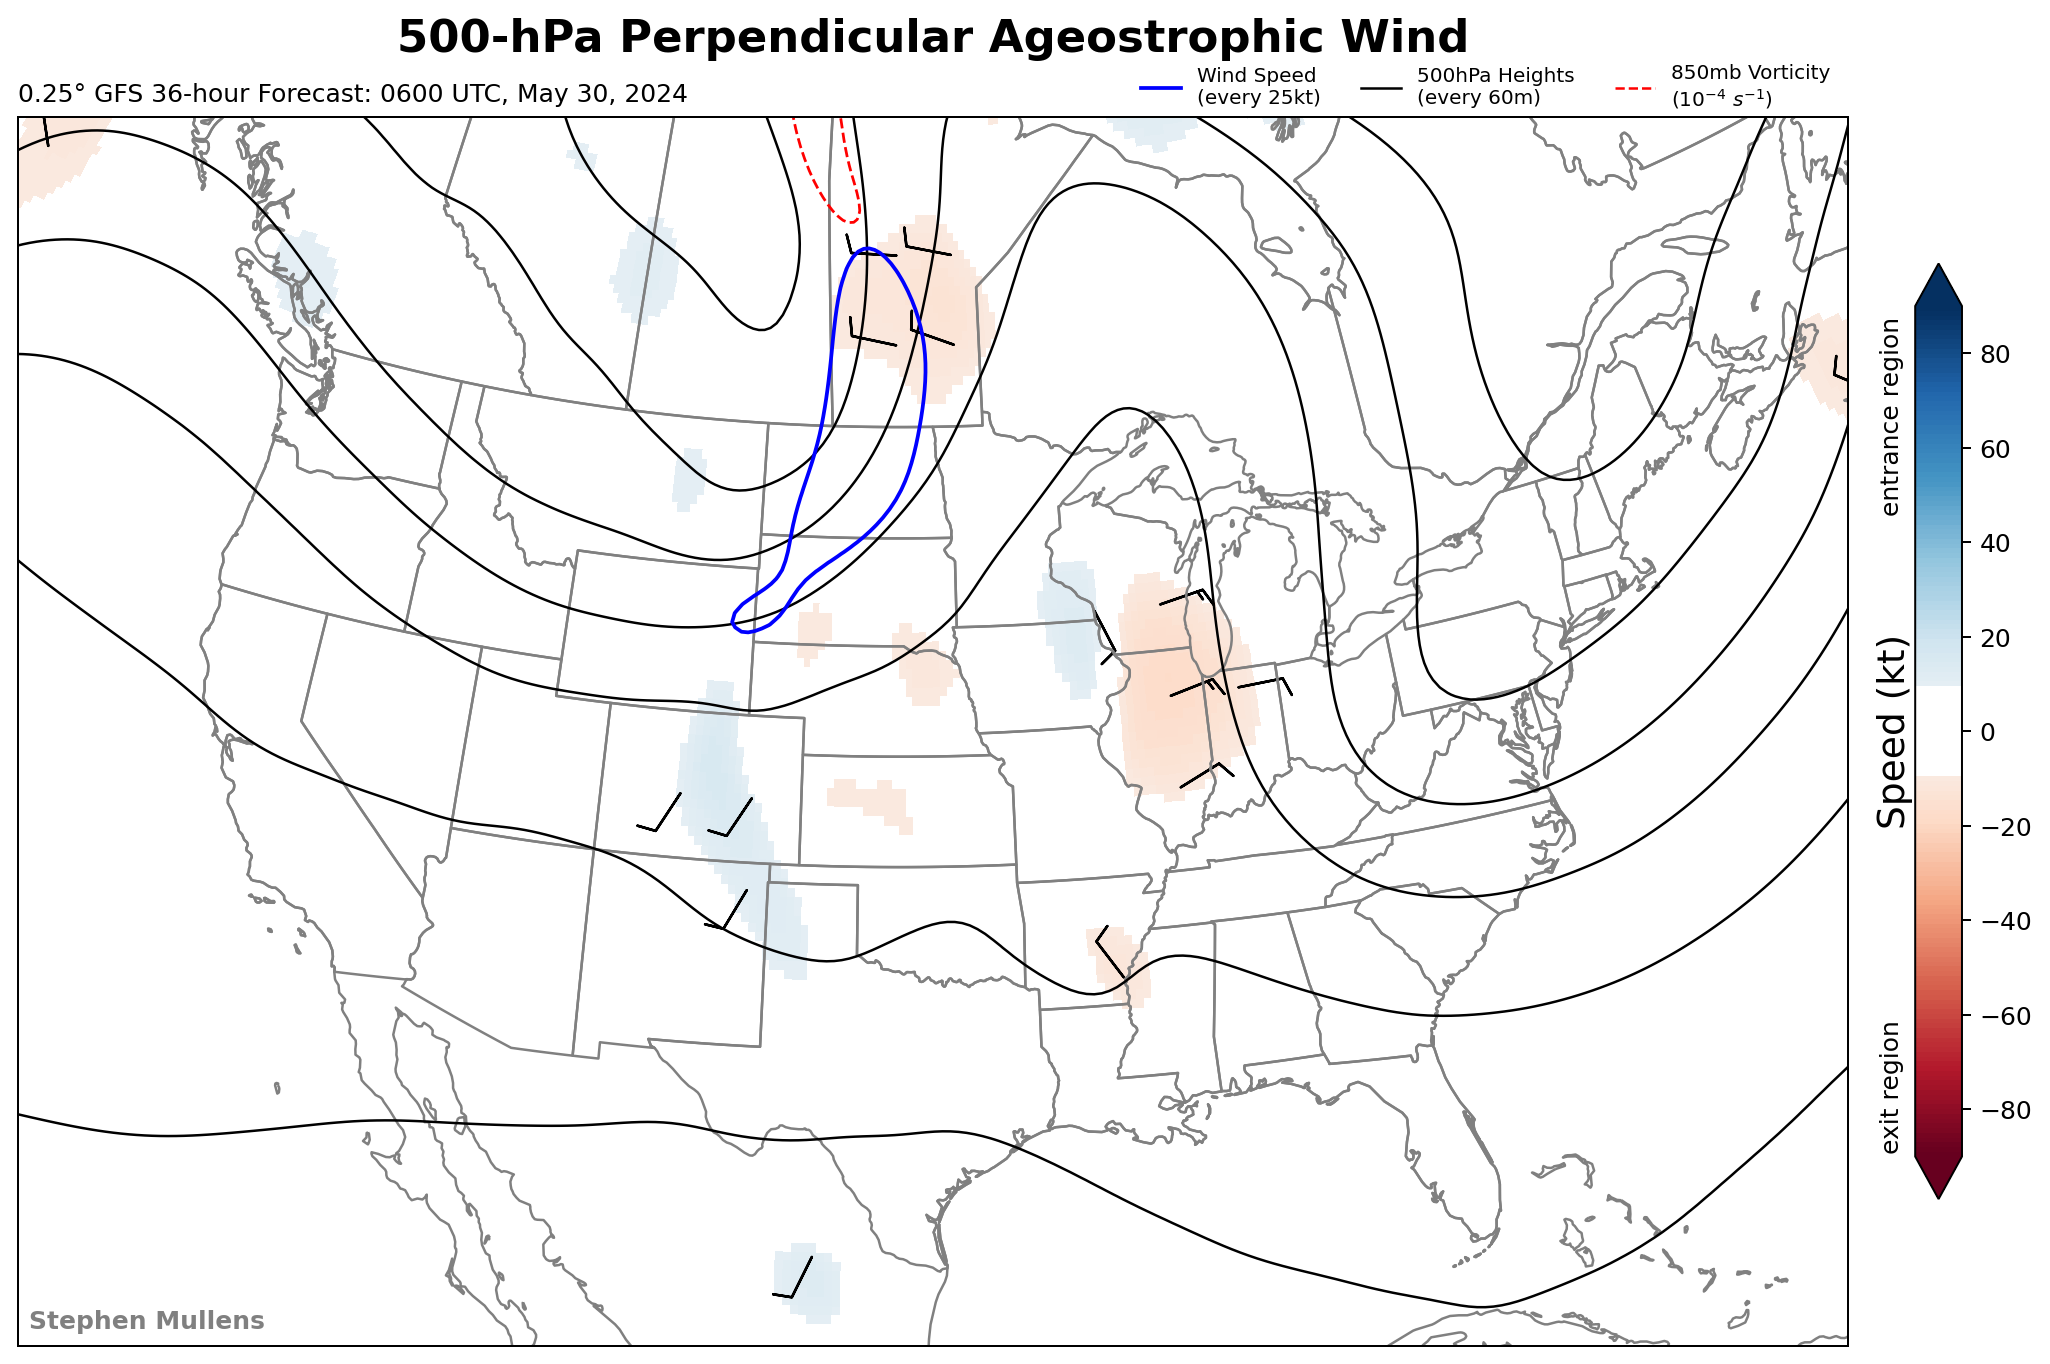 500-hPa Perpendicular Ageostrophic Wind
0.25° GFS 36-hour Forecast: 0600 UTC, May 30, 2024
Wind Speed
(every 25kt)
500hPa Heights
(every 60m)
850mb Vorticity
(10⁻⁴ s⁻¹)
entrance region
Speed (kt)
exit region
80
60
40
20
0
−20
−40
−60
−80
Stephen Mullens